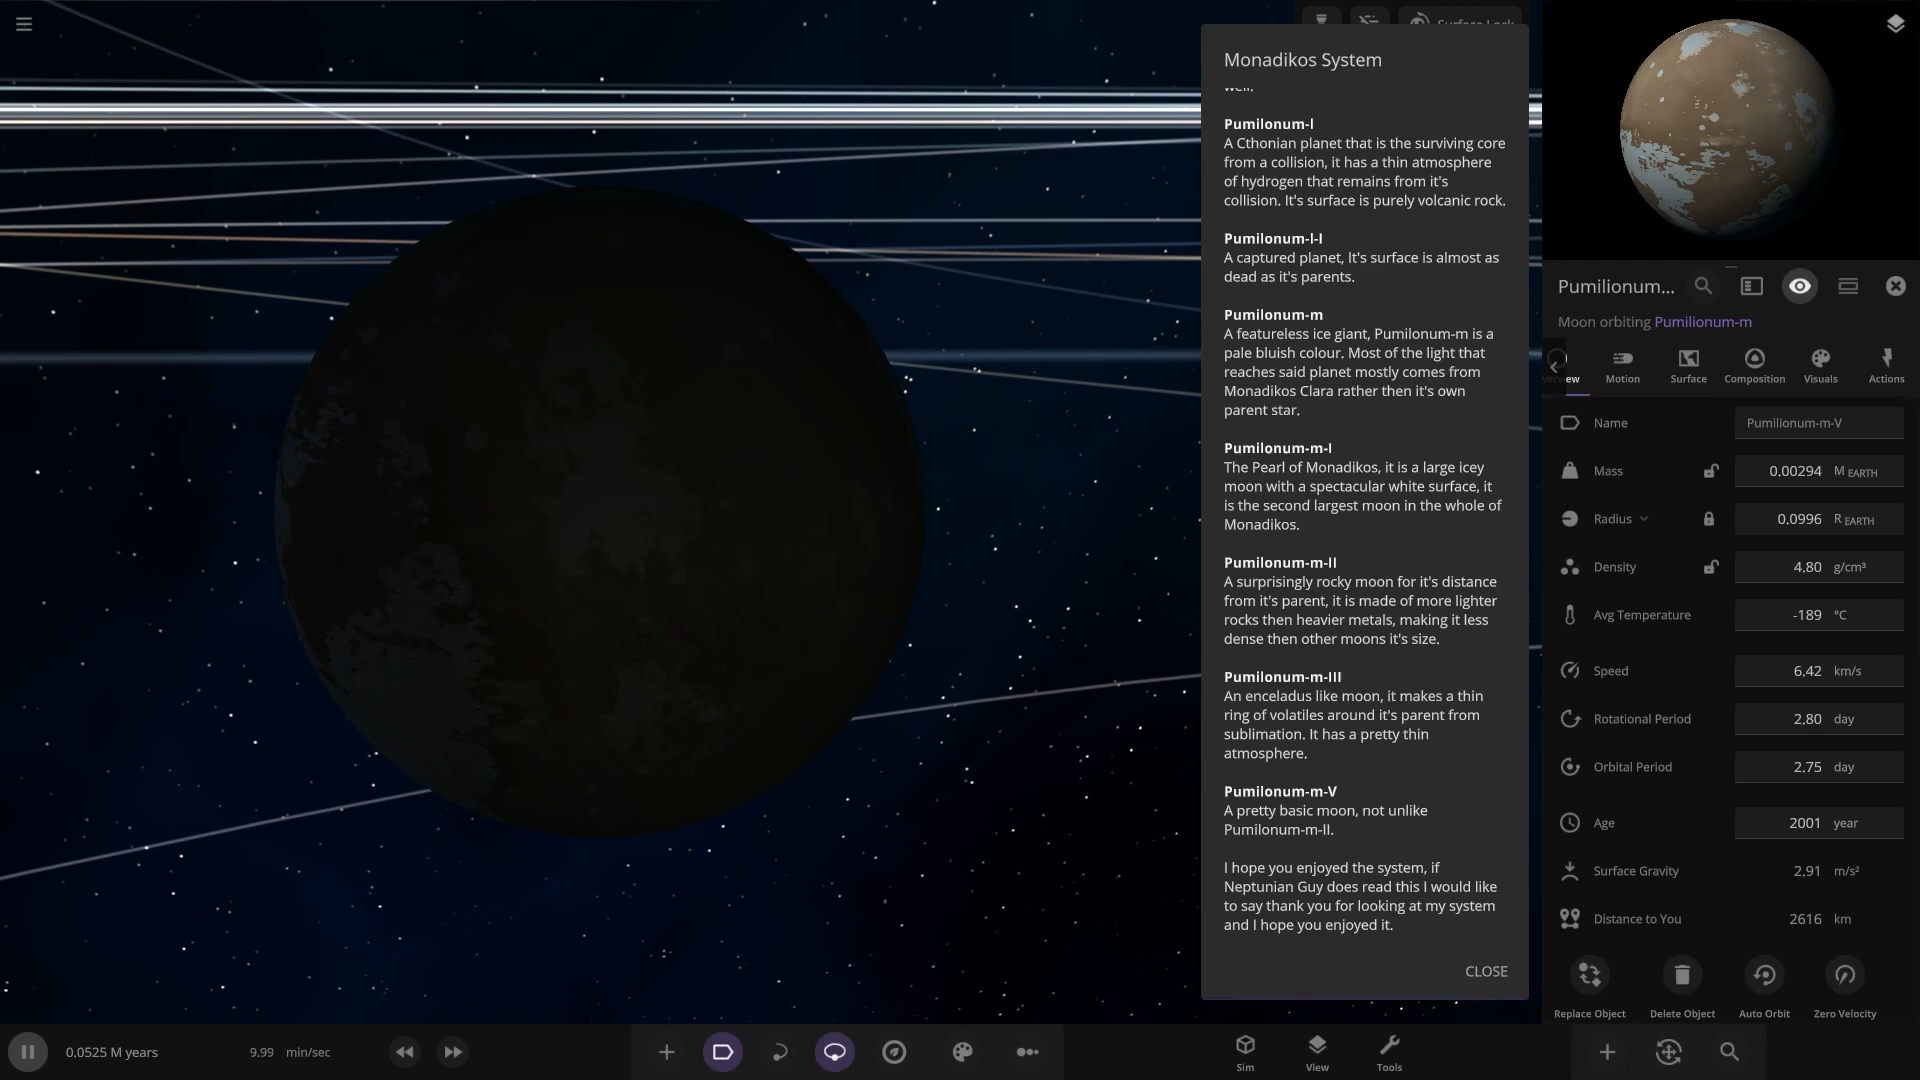 Surface Lock
Monadikos System
well.
Pumilonum-l
A Cthonian planet that is the surviving core
from a collision, it has a thin atmosphere
of hydrogen that remains from it's
collision. It's surface is purely volcanic rock.
Pumilonum-l-I
A captured planet, It's surface is almost as
dead as it's parents.
Pumilonum-m
A featureless ice giant, Pumilonum-m is a
pale bluish colour. Most of the light that
reaches said planet mostly comes from
Monadikos Clara rather then it's own
parent star.
Pumilonum-m-I
The Pearl of Monadikos, it is a large icey
moon with a spectacular white surface, it
is the second largest moon in the whole of
Monadikos.
Pumilonum-m-II
A surprisingly rocky moon for it's distance
from it's parent, it is made of more lighter
rocks then heavier metals, making it less
dense then other moons it's size.
Pumilonum-m-III
An enceladus like moon, it makes a thin
ring of volatiles around it's parent from
sublimation. It has a pretty thin
atmosphere.
Pumilonum-m-V
A pretty basic moon, not unlike
Pumilonum-m-II.
I hope you enjoyed the system, if
Neptunian Guy does read this I would like
to say thank you for looking at my system
and I hope you enjoyed it.
CLOSE
Pumilionum...
Moon orbiting Pumilionum-m
Motion Surface Composition Visuals Actions
Name Pumilionum-m-V
Mass 0.00294 M EARTH
Radius 0.0996 R EARTH
Density 4.80 g/cm³
Avg Temperature -189 °C
Speed 6.42 km/s
Rotational Period 2.80 day
Orbital Period 2.75 day
Age 2001 year
Surface Gravity 2.91 m/s²
Distance to You 2616 km
Replace Object Delete Object Auto Orbit Zero Velocity
0.0525 M years 9.99 min/sec
Sim View Tools